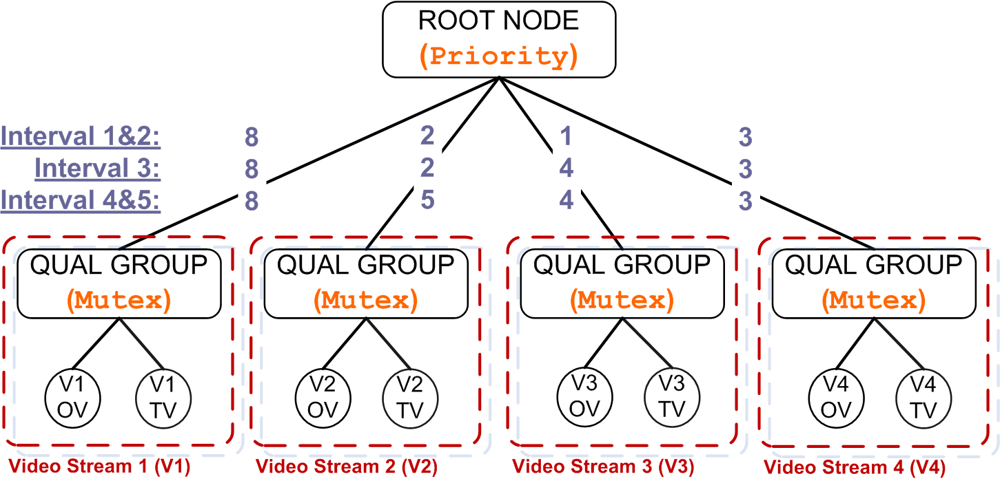 ROOT NODE
(Priority)
Interval 1&2: 8 2 1 3
Interval 3: 8 2 4 3
Interval 4&5: 8 5 4 3
QUAL GROUP QUAL GROUP QUAL GROUP QUAL GROUP
(Mutex) (Mutex) (Mutex) (Mutex)
V1 V1 V2 V2 V3 V3 V4 V4
OV TV OV TV OV TV OV TV
Video Stream 1 (V1) Video Stream 2 (V2) Video Stream 3 (V3) Video Stream 4 (V4)